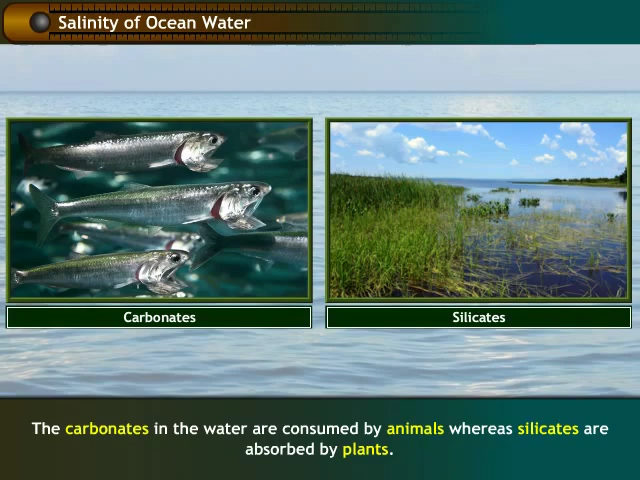 Salinity of Ocean Water
Carbonates
Silicates
The carbonates in the water are consumed by animals whereas silicates are
absorbed by plants.